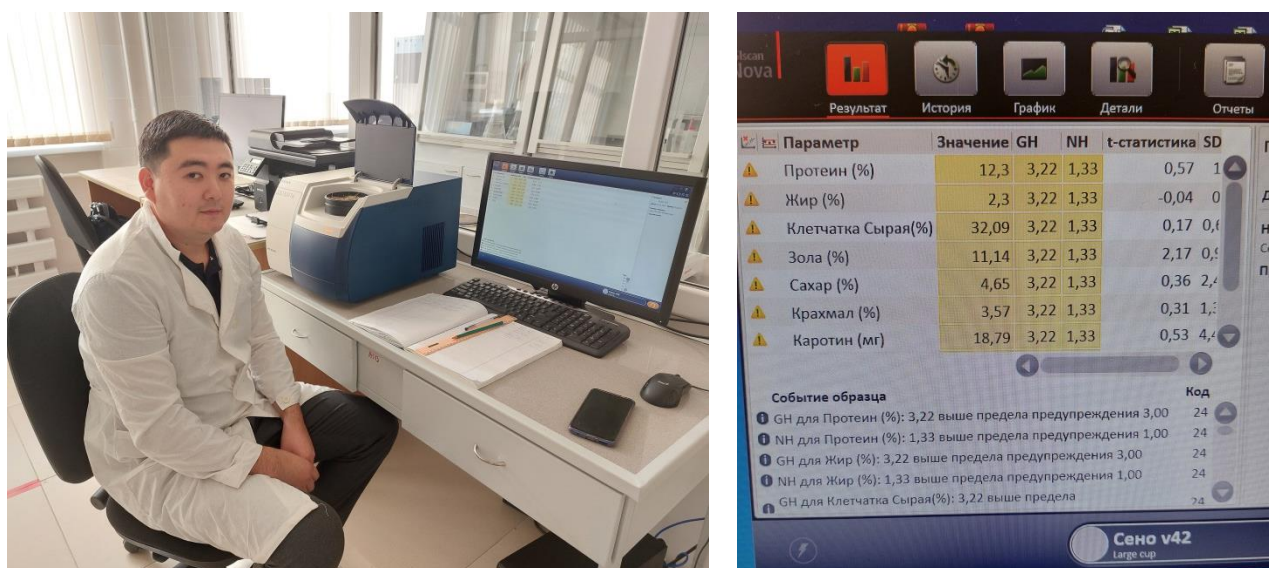 Nova
Результат История График Детали Отчеты
Параметр Значение GH NH t-статистика SD
Протеин (%) 12,3 3,22 1,33 0,57 1
Жир (%) 2,3 3,22 1,33 -0,04 0
Клетчатка Сырая(%) 32,09 3,22 1,33 0,17
Зола (%) 11,14 3,22 1,33 2,17
Сахар (%) 4,65 3,22 1,33 0,36
Крахмал (%) 3,57 3,22 1,33 0,31
Каротин (мг) 18,79 3,22 1,33 0,53
Событие образца Код
GH для Протеин (%): 3,22 выше предела предупреждения 3,00 24
NH для Протеин (%): 1,33 выше предела предупреждения 1,00 24
GH для Жир (%): 3,22 выше предела предупреждения 3,00 24
NH для Жир (%): 1,33 выше предела предупреждения 1,00 24
GH для Клетчатка Сырая(%): 3,22 выше предела 24
Сено v42
Large cup